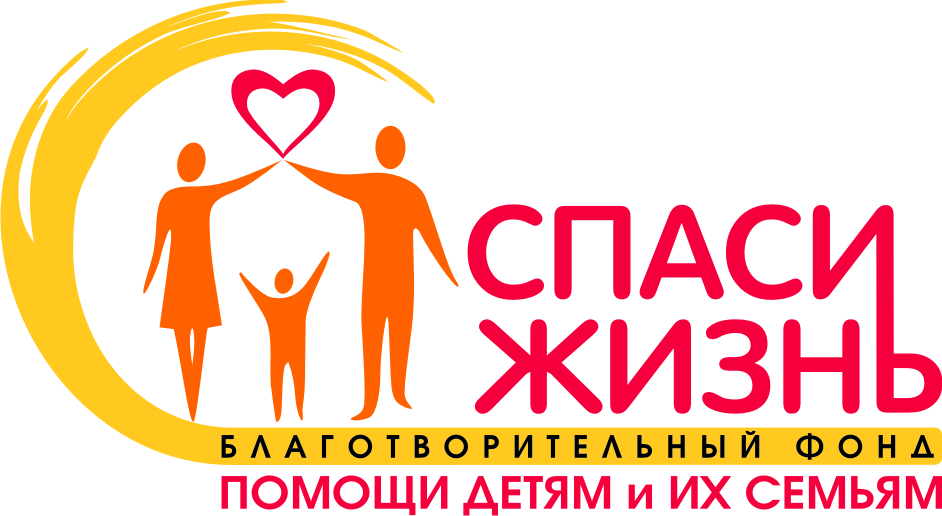 СПАСИ
ЖИЗНЬ
БЛАГОТВОРИТЕЛЬНЫЙ ФОНД
ПОМОЩИ ДЕТЯМ и ИХ СЕМЬЯМ